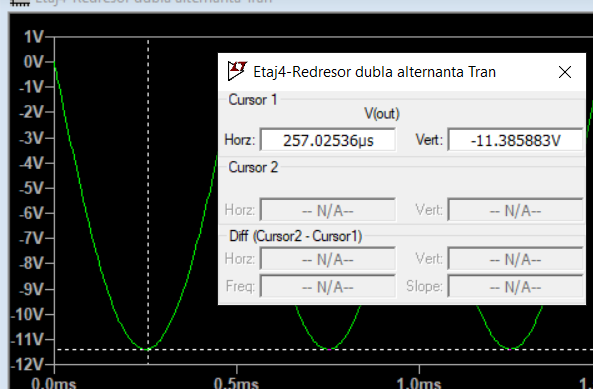 Etaj4-Redresor dubla alternanta Tran
1V
0V
-1V
-2V
-3V
-4V
-5V
-6V
-7V
-8V
-9V
-10V
-11V
-12V
0.0ms 0.5ms 1.0ms
Etaj4-Redresor dubla alternanta Tran
Cursor 1
V(out)
Horz: 257.02536µs Vert: -11.385883V
Cursor 2
Horz: -- N/A-- Vert: -- N/A--
Diff (Cursor2 - Cursor1)
Horz: -- N/A-- Vert: -- N/A--
Freq: -- N/A-- Slope: -- N/A--